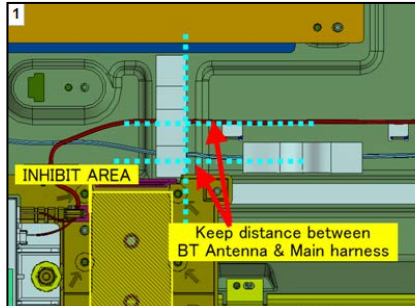 1
INHIBIT AREA
Keep distance between
BT Antenna & Main harness